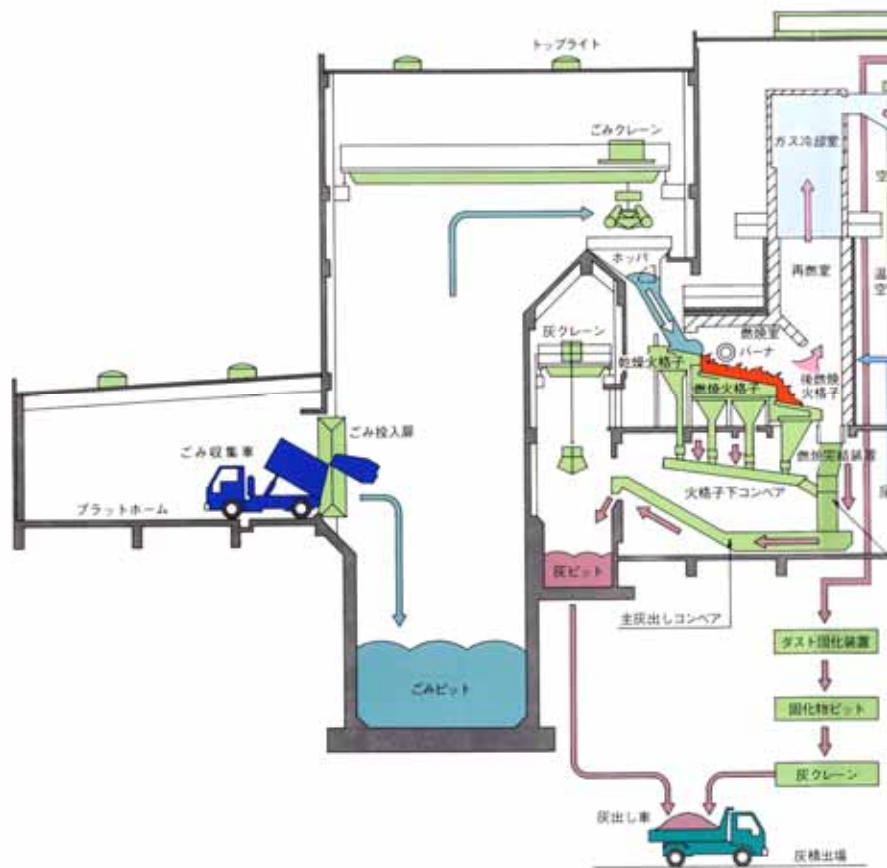 トップライト
ごみクレーン
ガス冷却室
ホッパ
再燃室
灰クレーン
燃焼室
バーナ
乾燥火格子
後燃焼
火格子
燃焼火格子
ごみ投入扉
ごみ収集車
燃焼完結装置
プラットホーム
火格子下コンベア
灰ピット
主灰出しコンベア
ダスト固化装置
ごみピット
固化物ピット
灰クレーン
灰出し車
灰積出場
空
温
空